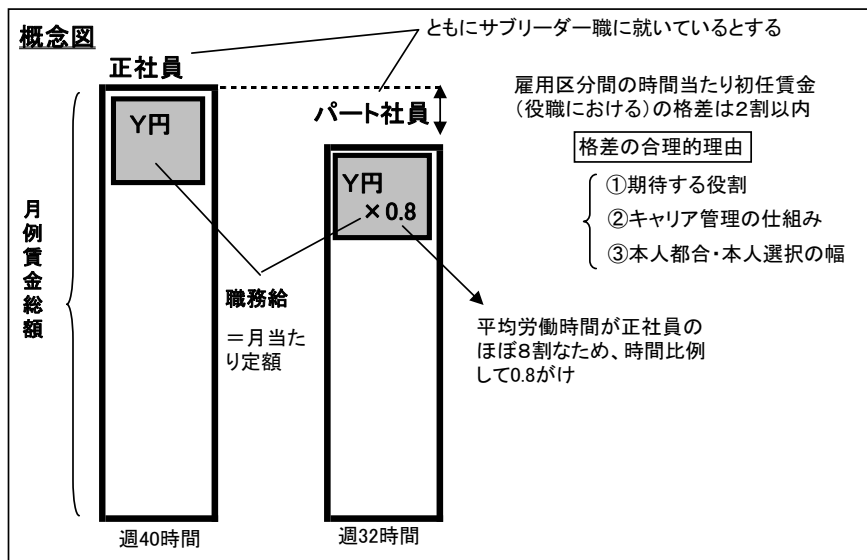 概念図
ともにサブリーダー職に就いているとする
正社員
パート社員
雇用区分間の時間当たり初任賃金
（役職における）の格差は２割以内
格差の合理的理由
①期待する役割
②キャリア管理の仕組み
③本人都合・本人選択の幅
Ｙ円
Ｙ円
×0.8
月例賃金総額
職務給
＝月当た
り定額
平均労働時間が正社員の
ほぼ８割なため、時間比例
して0.8がけ
週40時間
週32時間